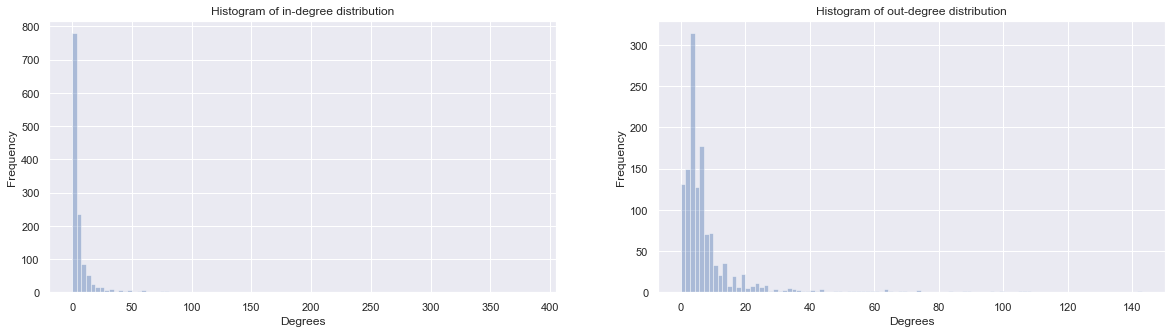 Histogram of in-degree distribution
800
700
600
500
400
300
200
100
0
Frequency
0 50 100 150 200 250 300 350 400
Degrees
Histogram of out-degree distribution
300
250
200
150
100
50
0
Frequency
0 20 40 60 80 100 120 140
Degrees